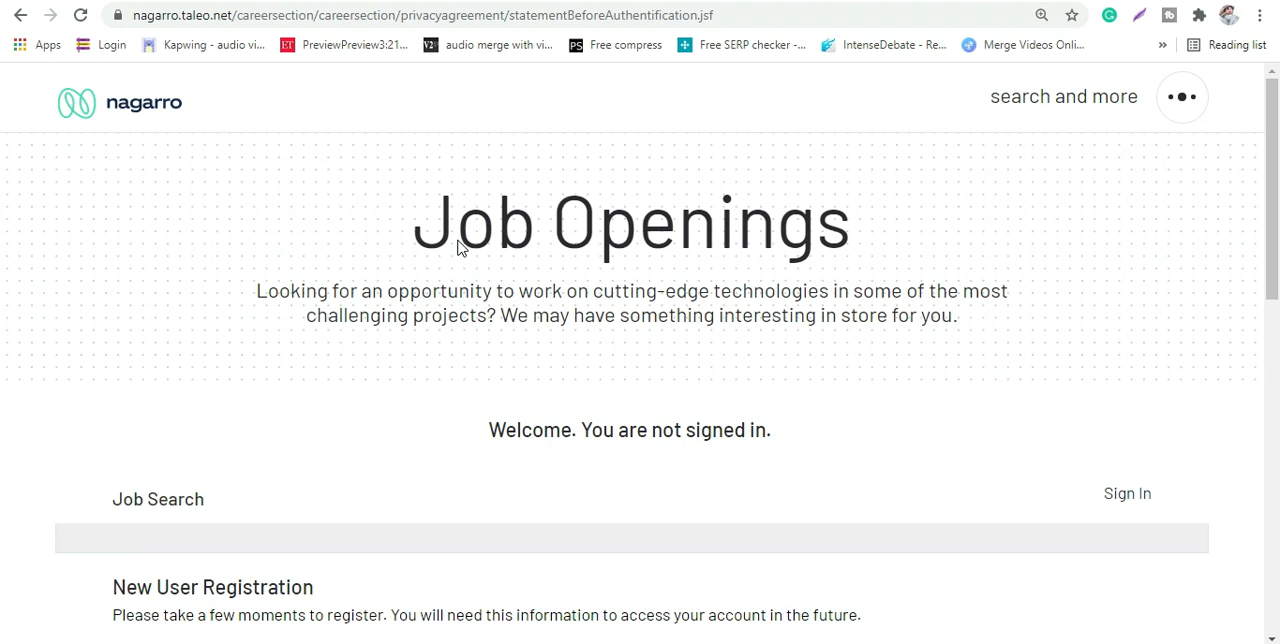 nagarro.taleo.net/careersection/careersection/privacyagreement/statementBeforeAuthentification.jsf
Apps Login Kapwing - audio vi... ET PreviewPreview3:21... V2 audio merge with vi... PS Free compress Free SERP checker -... IntenseDebate - Re... Merge Videos Onli... » Reading list
nagarro search and more
Job Openings
Looking for an opportunity to work on cutting-edge technologies in some of the most
challenging projects? We may have something interesting in store for you.
Welcome. You are not signed in.
Job Search Sign In
New User Registration
Please take a few moments to register. You will need this information to access your account in the future.